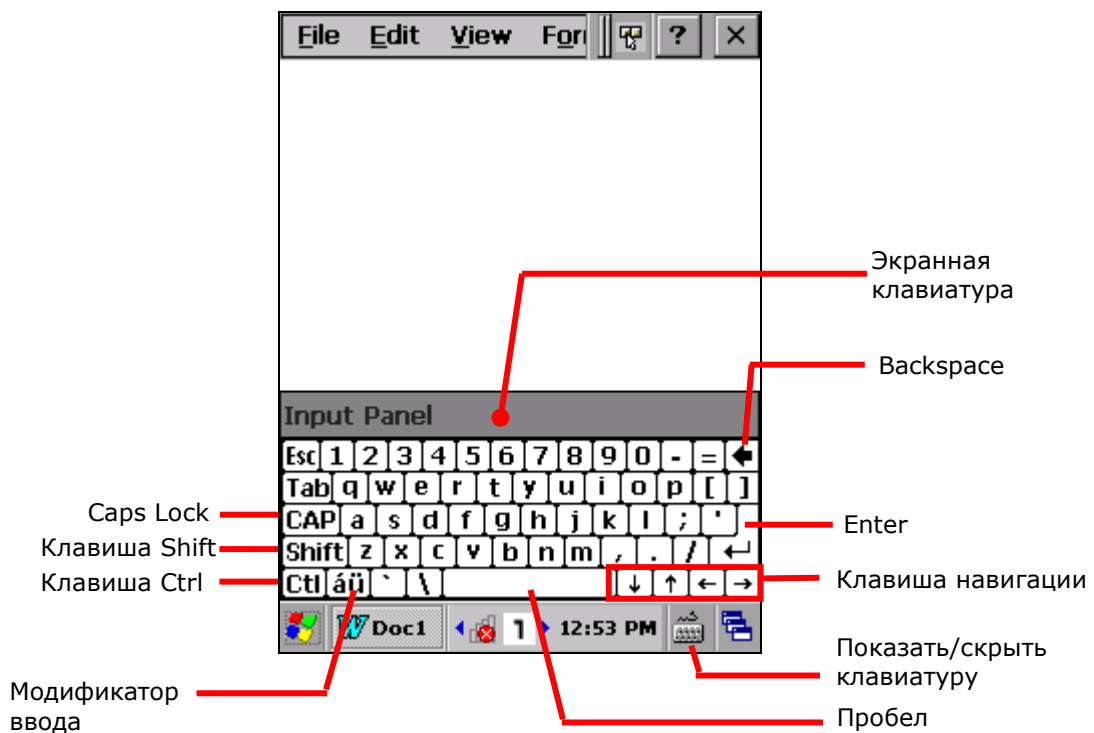 File Edit View For ?
Экранная
клавиатура
Backspace
Input Panel
Esc 1 2 3 4 5 6 7 8 9 0 - =
Tab q w e r t y u i o p [ ]
Caps Lock
CAP a s d f g h j k l ; '
Enter
Клавиша Shift
Shift z x c v b n m , . /
Клавиша Ctrl
Ctl áü ` \ ↓ ↑ ← →
Клавиша навигации
Doc1 1 12:53 PM
Показать/скрыть
клавиатуру
Модификатор
ввода
Пробел